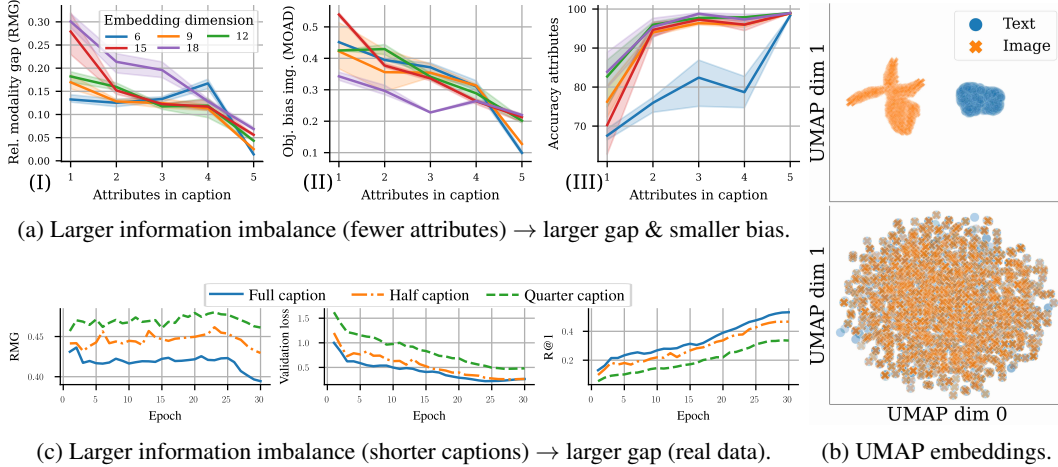 Rel. modality gap (RMG)
0.30
0.25
0.20
0.15
0.10
0.05
0.00
Embedding dimension
6 9 12
15 18
1 2 3 4 5
Attributes in caption
(I)
Obj. bias img. (MOAD)
0.5
0.4
0.3
0.2
0.1
1 2 3 4 5
Attributes in caption
(II)
Accuracy attributes
100
90
80
70
1 2 3 4 5
Attributes in caption
(III)
(a) Larger information imbalance (fewer attributes) → larger gap & smaller bias.
Full caption Half caption Quarter caption
RMG
0.45
0.40
0 5 10 15 20 25 30
Epoch
Validation loss
1.5
1.0
0.5
0 5 10 15 20 25 30
Epoch
R@1
0.4
0.2
0 5 10 15 20 25 30
Epoch
(c) Larger information imbalance (shorter captions) → larger gap (real data).
Text
Image
UMAP dim 1
UMAP dim 1
UMAP dim 0
(b) UMAP embeddings.